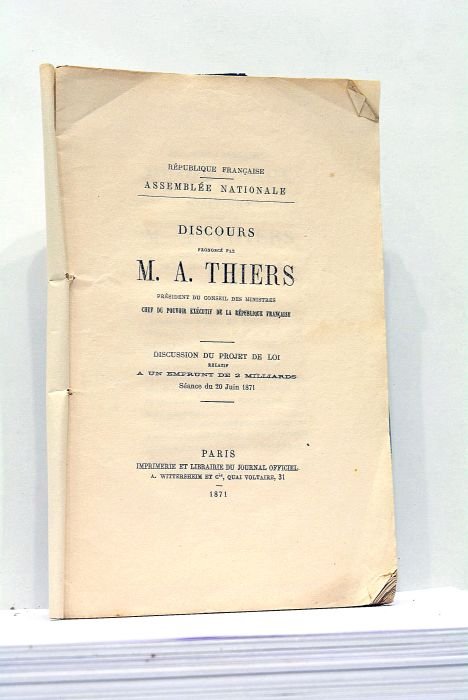 RÉPUBLIQUE FRANÇAISE
ASSEMBLÉE NATIONALE
DISCOURS
PRONONCÉ PAR
M. A. THIERS
PRÉSIDENT DU CONSEIL DES MINISTRES
CHEF DU POUVOIR EXÉCUTIF DE LA RÉPUBLIQUE FRANÇAISE
DISCUSSION DU PROJET DE LOI
RELATIF
A UN EMPRUNT DE 2 MILLIARDS
Séance du 20 Juin 1871
PARIS
IMPRIMERIE ET LIBRAIRIE DU JOURNAL OFFICIEL
A. WITTERSHEIM ET Cie, QUAI VOLTAIRE, 31
1871